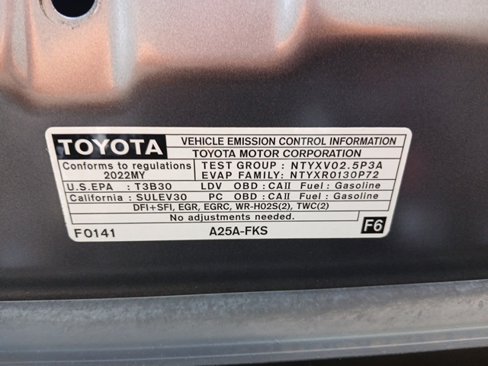 TOYOTA
VEHICLE EMISSION CONTROL INFORMATION
TOYOTA MOTOR CORPORATION
Conforms to regulations
2022MY
TEST GROUP : NTYXV02.5P3A
EVAP FAMILY: NTYXR0130P72
U.S.EPA : T3B30 LDV OBD : CAII Fuel : Gasoline
California : SULEV30 PC OBD : CAII Fuel : Gasoline
DFI+SFI, EGR, EGRC, WR-HO2S(2), TWC(2)
No adjustments needed.
F0141 A25A-FKS F6